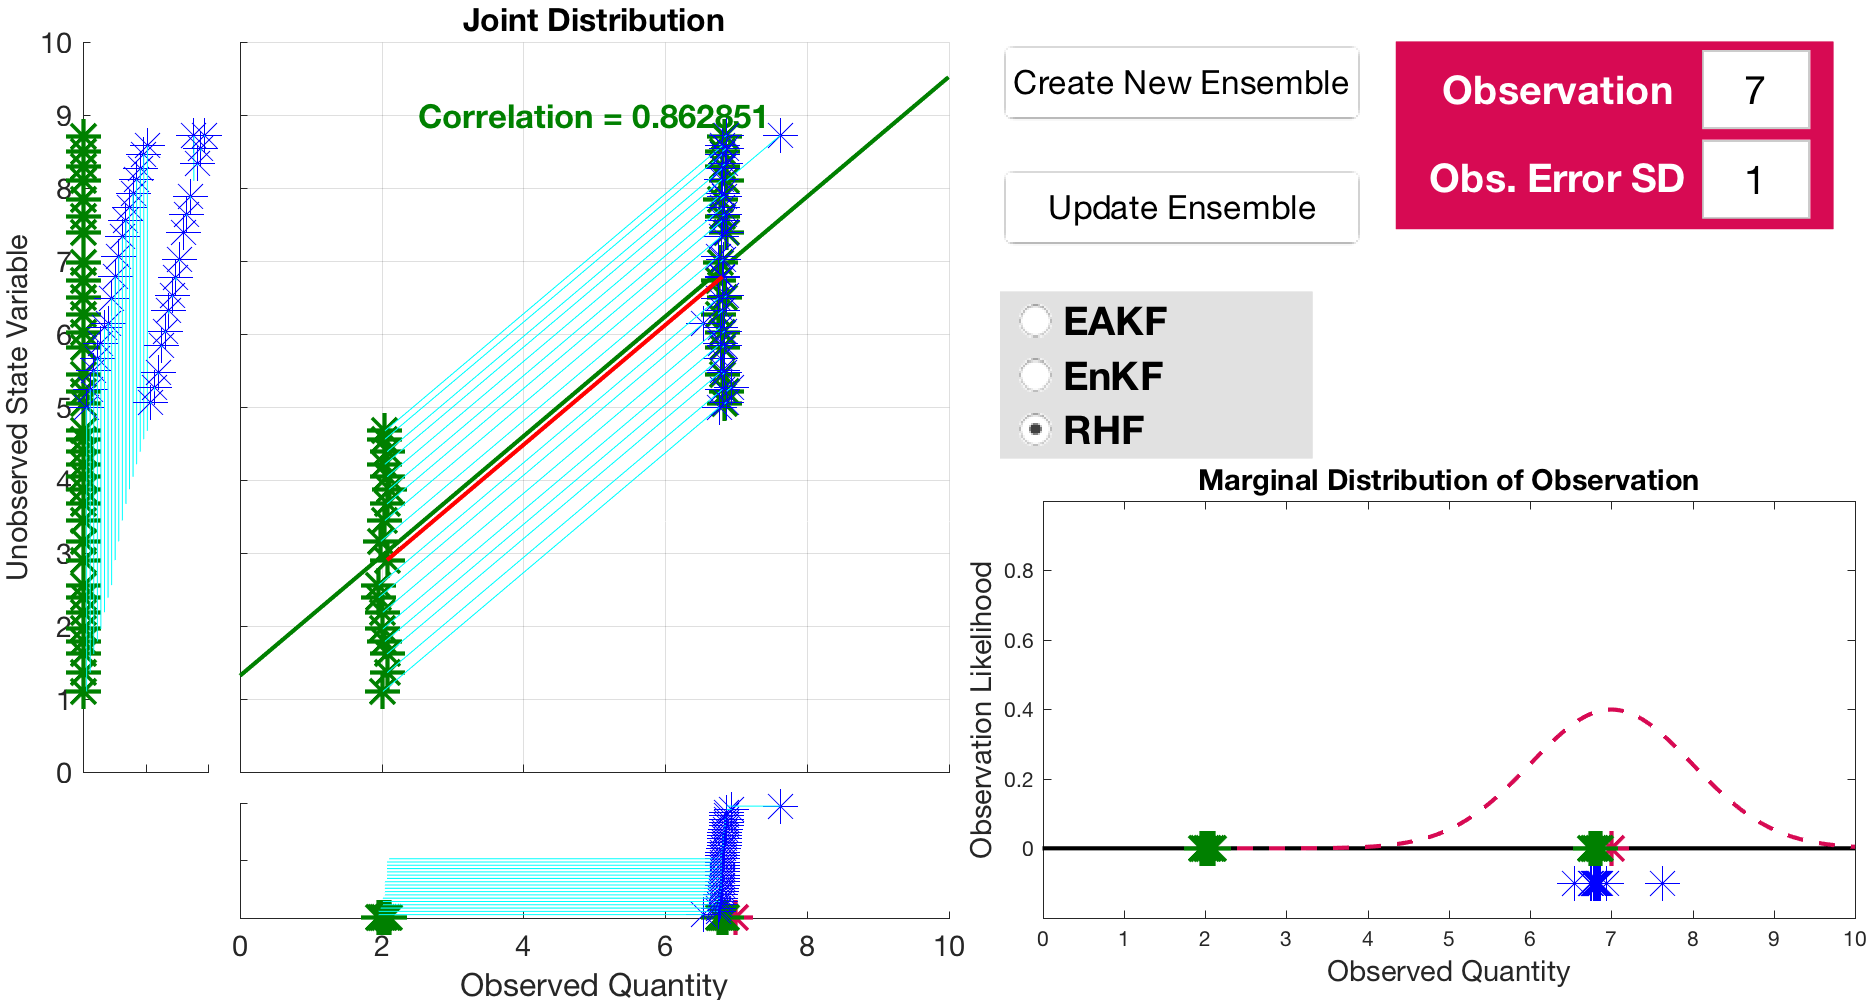 Joint Distribution
Correlation = 0.862851
Unobserved State Variable
10
9
8
7
6
5
4
3
2
1
0
0 2 4 6 8 10
Observed Quantity
Create New Ensemble
Update Ensemble
Observation 7
Obs. Error SD 1
EAKF
EnKF
RHF
Marginal Distribution of Observation
Observation Likelihood
0.8
0.6
0.4
0.2
0
0 1 2 3 4 5 6 7 8 9 10
Observed Quantity